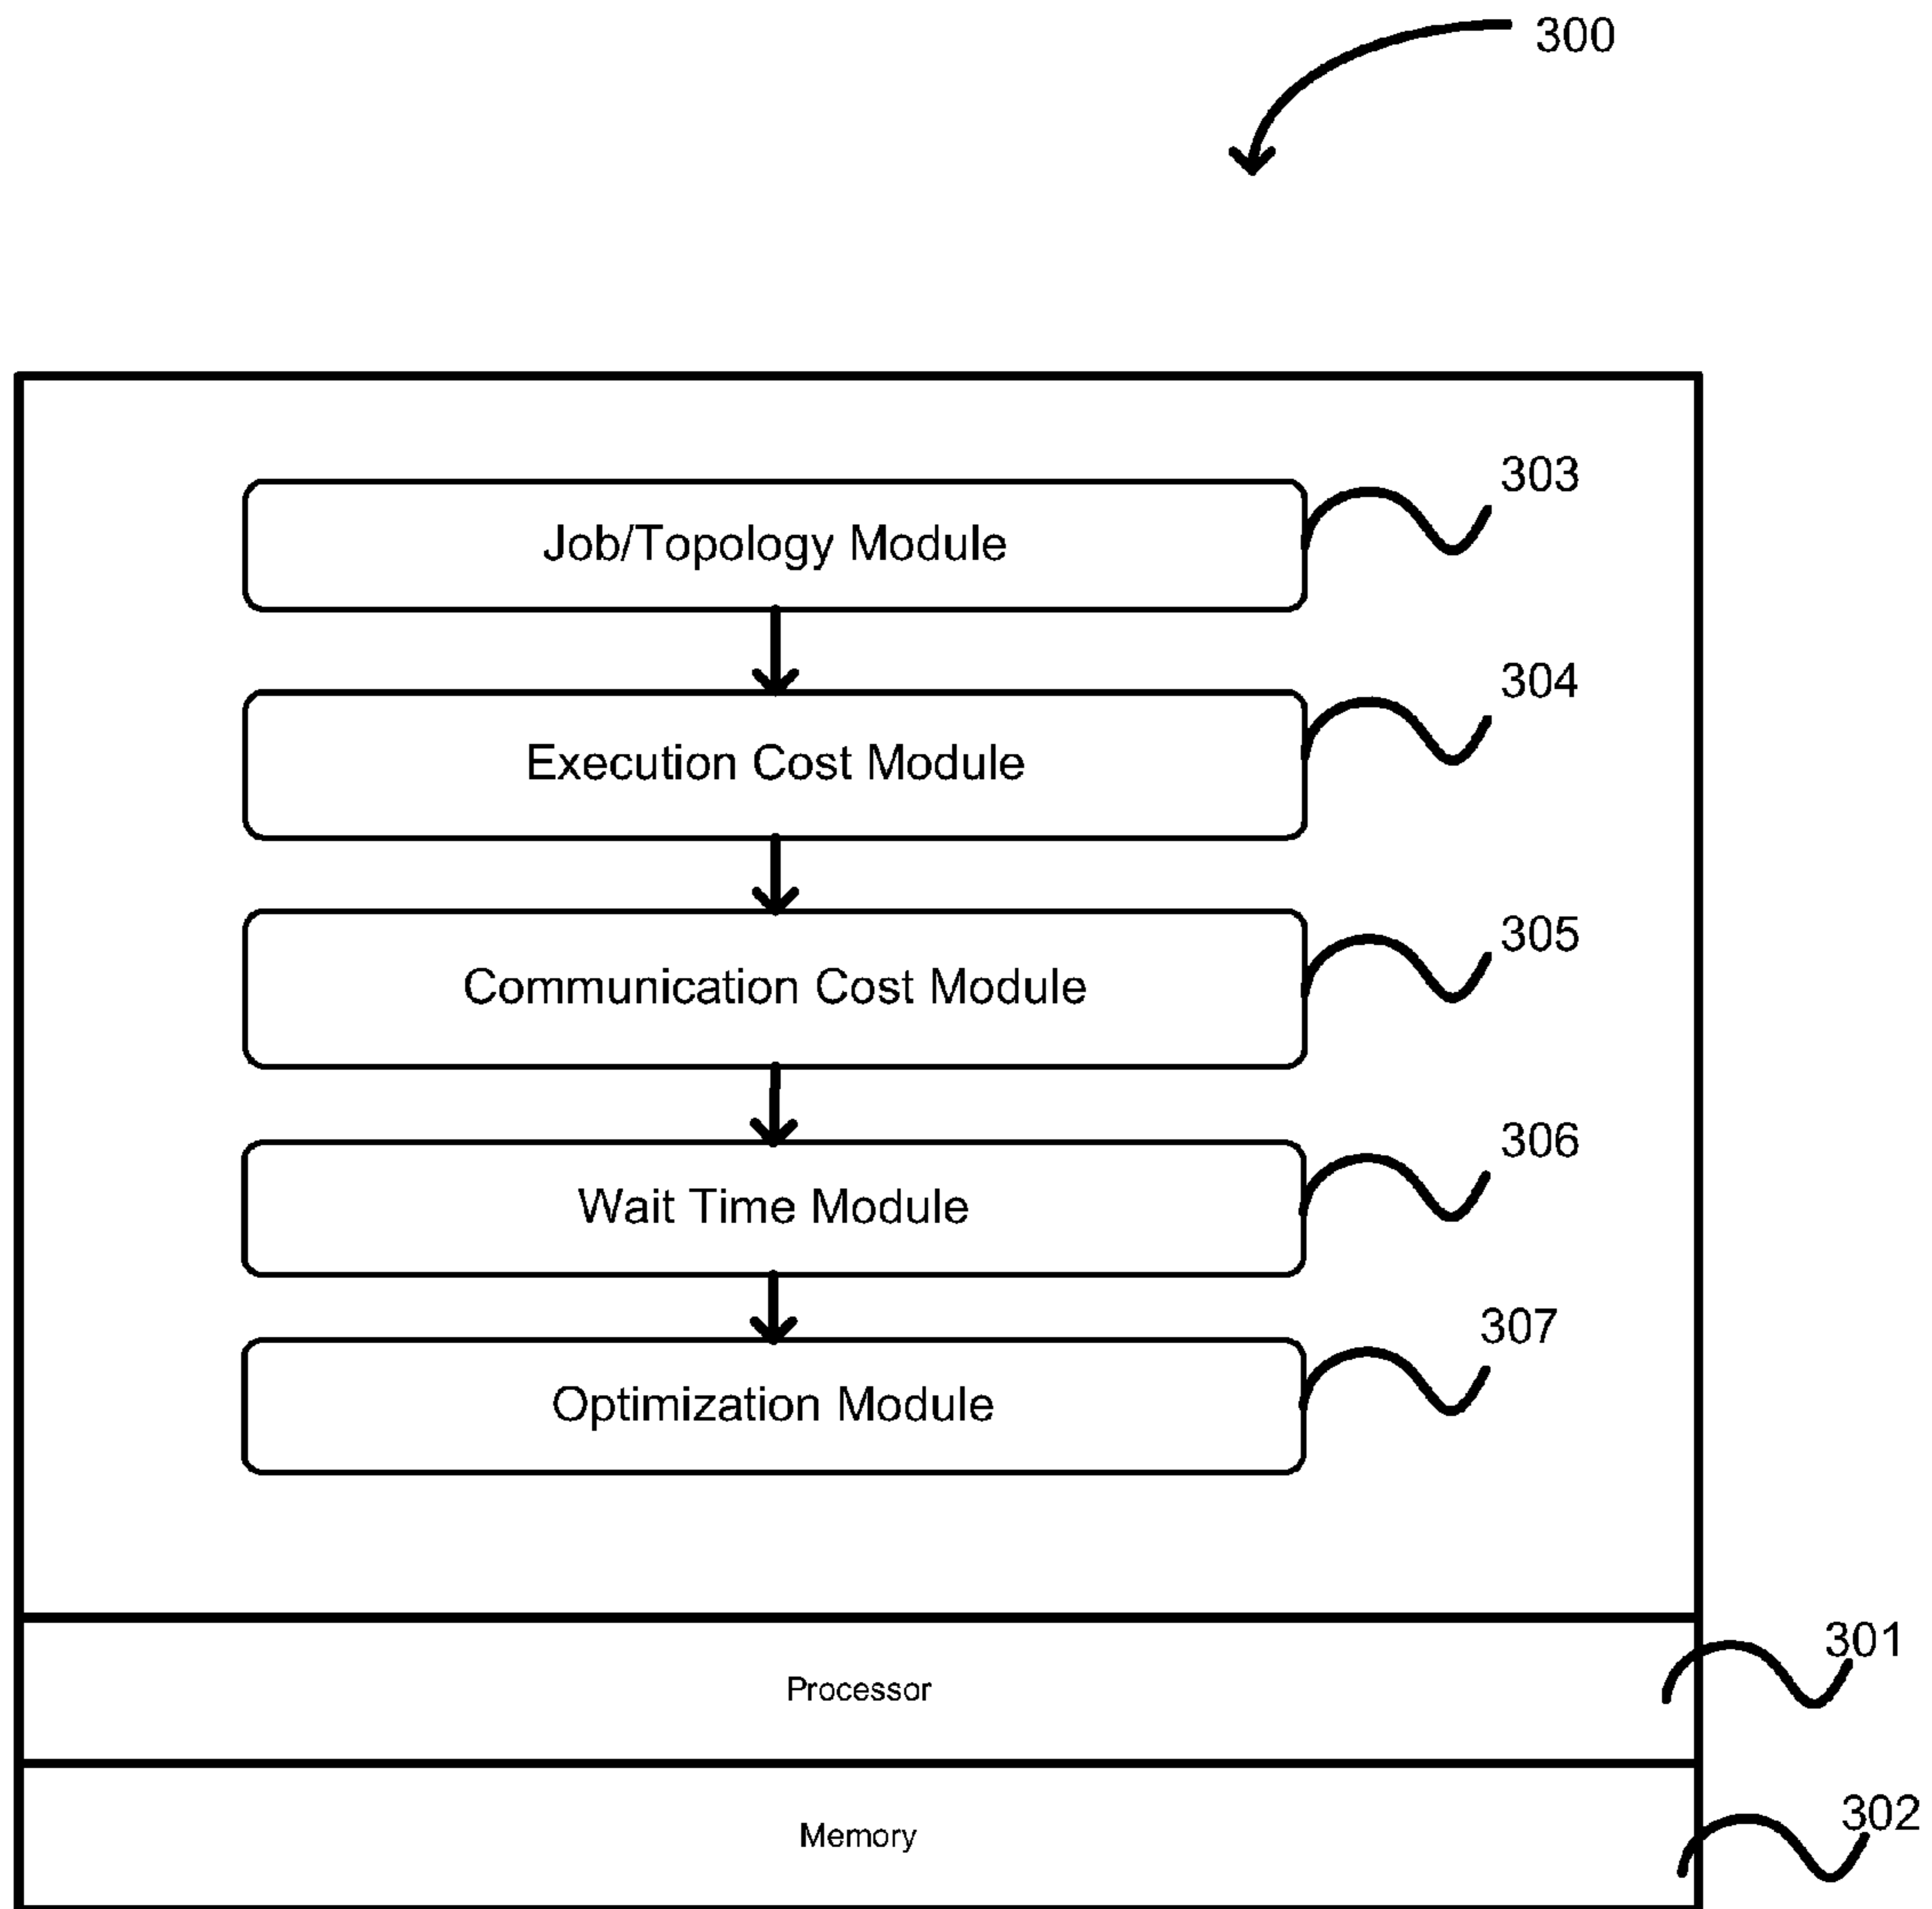 300
Job/Topology Module
303
Execution Cost Module
304
Communication Cost Module
305
Wait Time Module
306
Optimization Module
307
Processor
301
Memory
302